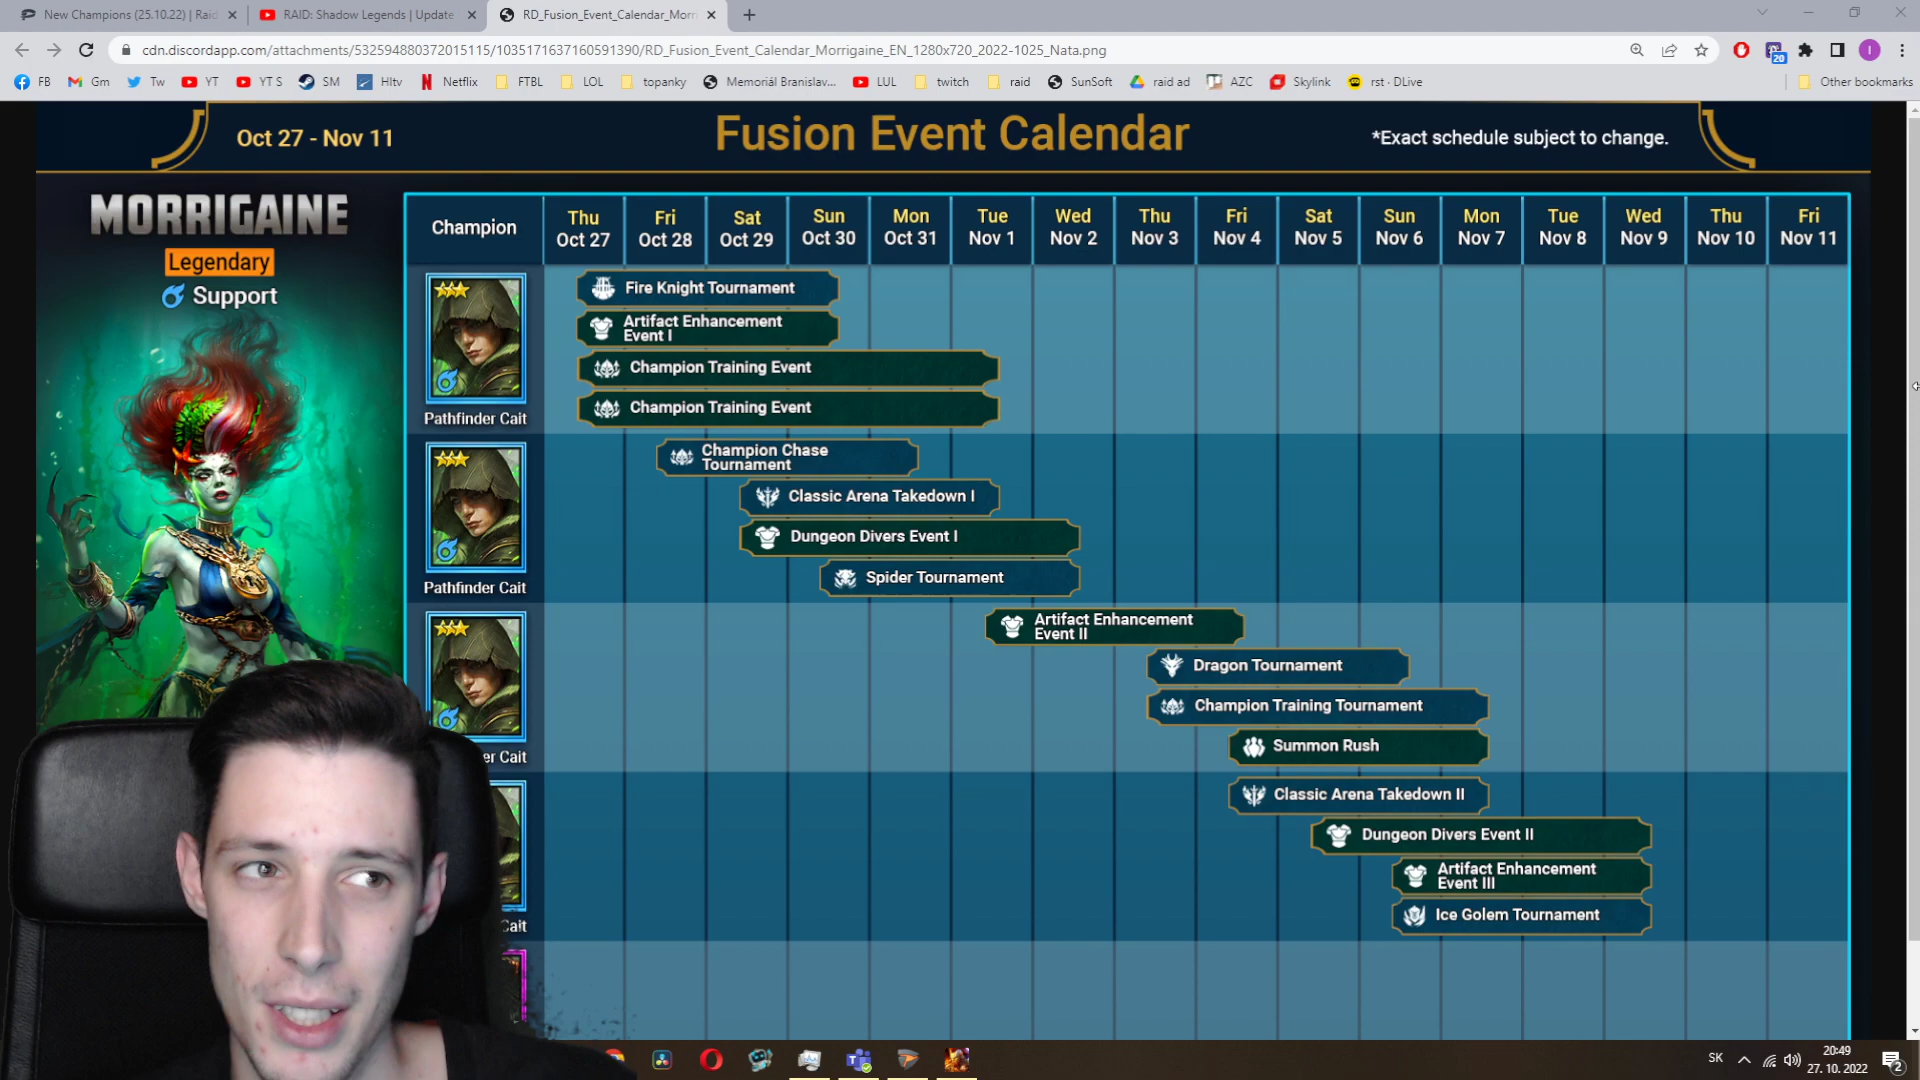 New Champions (25.10.22) | Raid
RAID: Shadow Legends | Update
RD_Fusion_Event_Calendar_Morri
cdn.discordapp.com/attachments/532594880372015115/1035171637160591390/RD_Fusion_Event_Calendar_Morrigaine_EN_1280x720_2022-1025_Nata.png
20
FB
Gm
Tw
YT
YT S
SM
Hltv
Netflix
FTBL
LOL
topanky
Memoriál Branislav...
LUL
twitch
raid
SunSoft
raid ad
AZC
Skylink
rst · DLive
Other bookmarks
Oct 27 - Nov 11
Fusion Event Calendar
*Exact schedule subject to change.
MORRIGAINE
Legendary
Support
Champion
Thu Oct 27
Fri Oct 28
Sat Oct 29
Sun Oct 30
Mon Oct 31
Tue Nov 1
Wed Nov 2
Thu Nov 3
Fri Nov 4
Sat Nov 5
Sun Nov 6
Mon Nov 7
Tue Nov 8
Wed Nov 9
Thu Nov 10
Fri Nov 11
Fire Knight Tournament
Artifact Enhancement
Event I
Champion Training Event
Champion Training Event
Pathfinder Cait
Champion Chase
Tournament
Classic Arena Takedown I
Dungeon Divers Event I
Spider Tournament
Pathfinder Cait
Artifact Enhancement
Event II
Dragon Tournament
Champion Training Tournament
Summon Rush
er Cait
Classic Arena Takedown II
Dungeon Divers Event II
Artifact Enhancement
Event III
Ice Golem Tournament
Cait
SK
20:49
27. 10. 2022
2